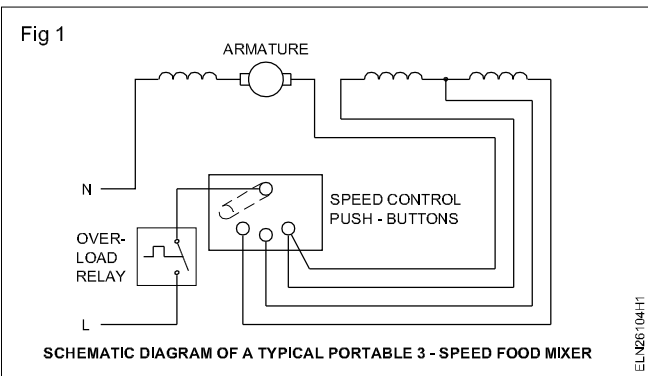 Fig 1
ARMATURE
N
SPEED CONTROL
PUSH - BUTTONS
OVER-
LOAD
RELAY
L
SCHEMATIC DIAGRAM OF A TYPICAL PORTABLE 3 - SPEED FOOD MIXER
ELN26104H1